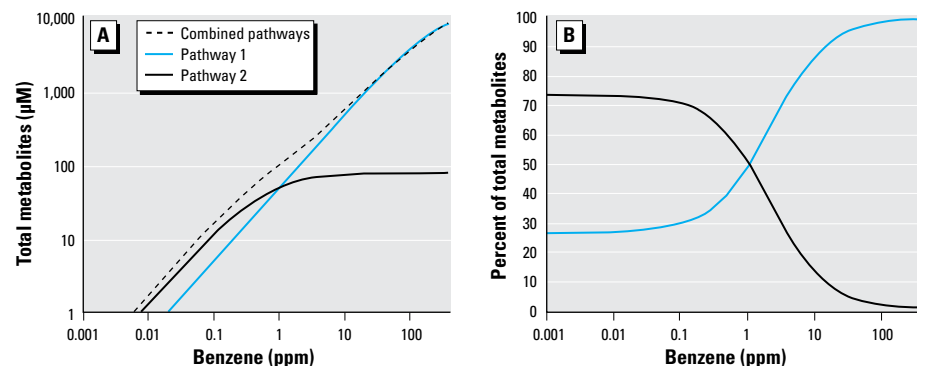 A
Combined pathways
Pathway 1
Pathway 2
Total metabolites (µM)
10,000
1,000
100
10
1
0.001 0.01 0.1 1 10 100
Benzene (ppm)
B
Percent of total metabolites
100
90
80
70
60
50
40
30
20
10
0
0.001 0.01 0.1 1 10 100
Benzene (ppm)